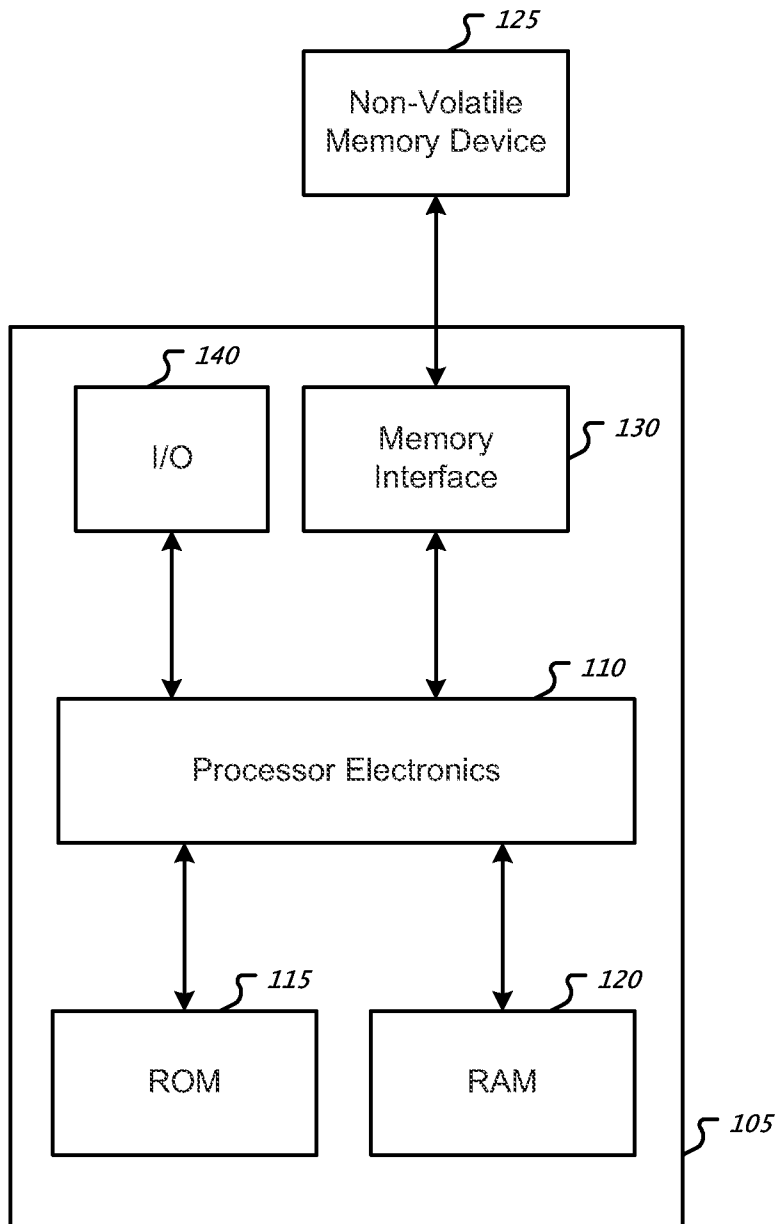 125
Non-Volatile
Memory Device
140
I/O
Memory
Interface
130
110
Processor Electronics
115
ROM
120
RAM
105